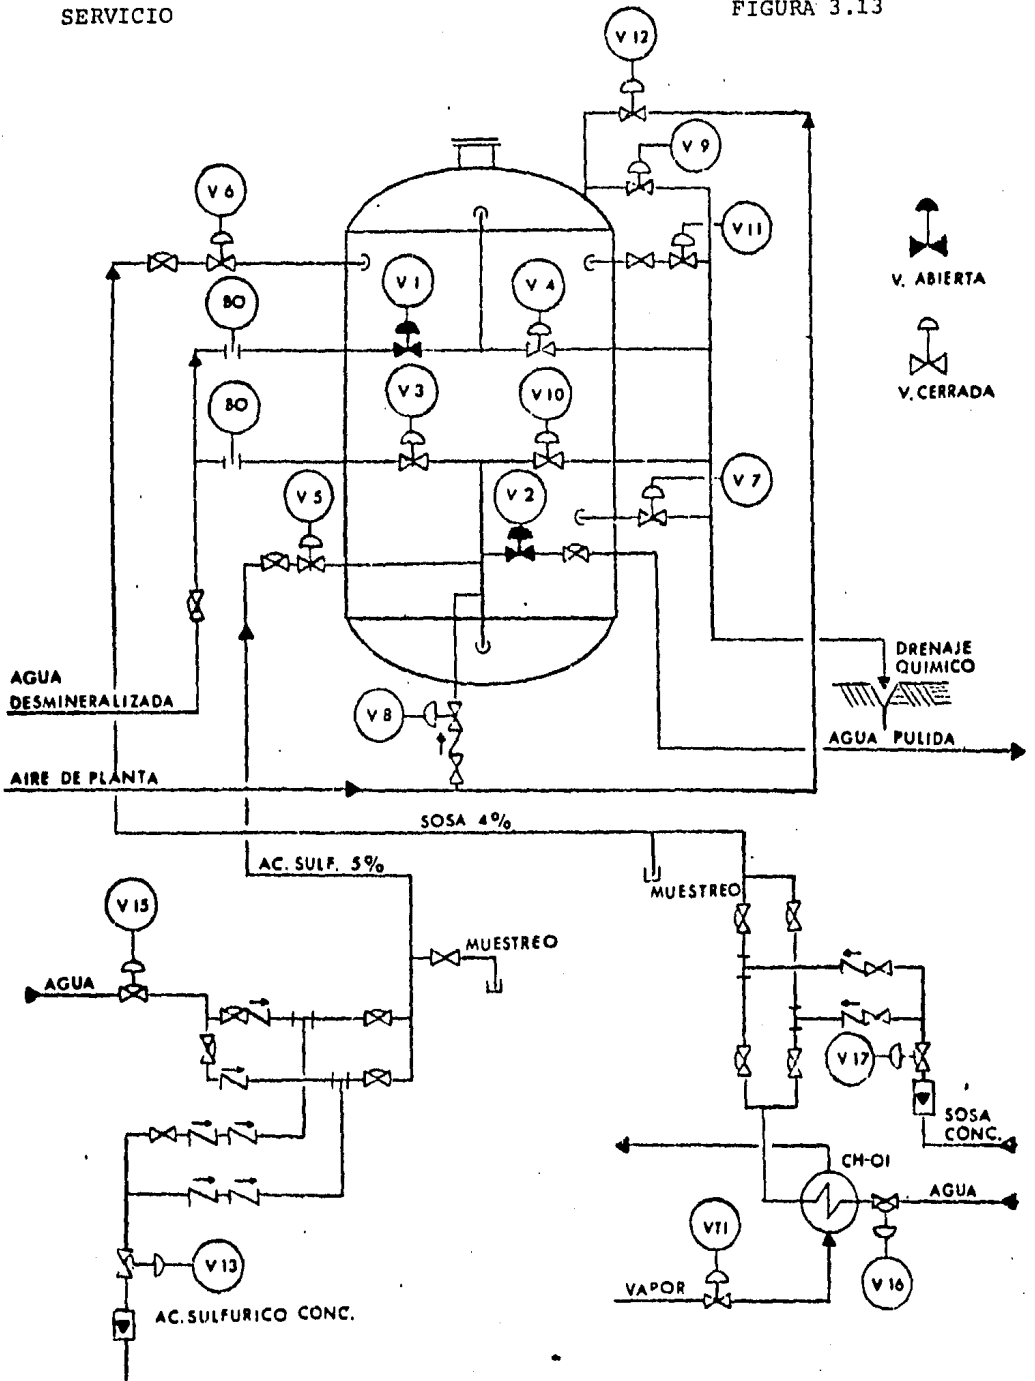 SERVICIO
FIGURA 3.13
V 12
V 9
V 6
V 11
V 1
V 4
V. ABIERTA
BO
V 3
V 10
V. CERRADA
BO
V 5
V 2
V 7
AGUA
DESMINERALIZADA
DRENAJE
QUIMICO
V 8
AGUA PULIDA
AIRE DE PLANTA
SOSA 4%
AC. SULF. 5%
MUESTREO
V 15
MUESTREO
AGUA
V 17
SOSA
CONC.
CH-01
AGUA
VT1
V 13
VAPOR
V 16
AC. SULFURICO CONC.